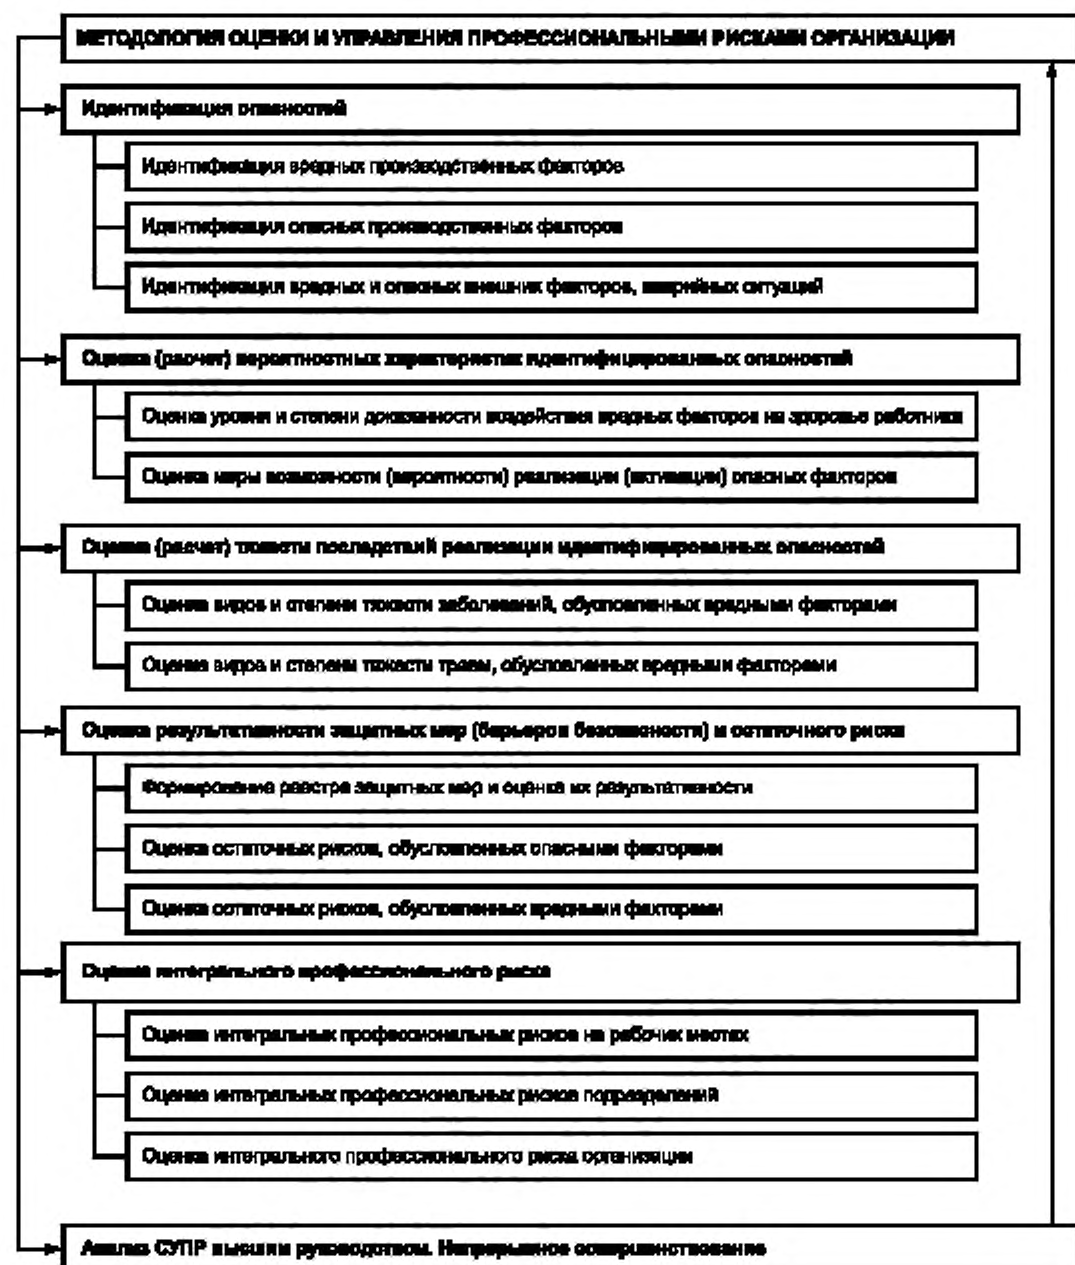 МЕТОДОЛОГИЯ ОЦЕНКИ И УПРАВЛЕНИЯ ПРОФЕССИОНАЛЬНЫМИ РИСКАМИ ОРГАНИЗАЦИИ
Идентификация опасностей
Идентификация вредных производственных факторов
Идентификация опасных производственных факторов
Идентификация вредных и опасных внешних факторов, аварийных ситуаций
Оценка (расчет) вероятностных характеристик идентифицированных опасностей
Оценка уровня и степени доказанности воздействия вредных факторов на здоровье работника
Оценка меры возможности (вероятности) реализации (активации) опасных факторов
Оценка (расчет) тяжести последствий реализации идентифицированных опасностей
Оценка видов и степени тяжести заболеваний, обусловленных вредными факторами
Оценка видов и степени тяжести травм, обусловленных вредными факторами
Оценка результативности защитных мер (барьеров безопасности) и остаточного риска
Формирование реестра защитных мер и оценка их результативности
Оценка остаточных рисков, обусловленных опасными факторами
Оценка остаточных рисков, обусловленных вредными факторами
Оценка интегрального профессионального риска
Оценка интегральных профессиональных рисков на рабочих местах
Оценка интегральных профессиональных рисков подразделений
Оценка интегрального профессионального риска организации
Анализ СУПР высшим руководством. Непрерывное совершенствование